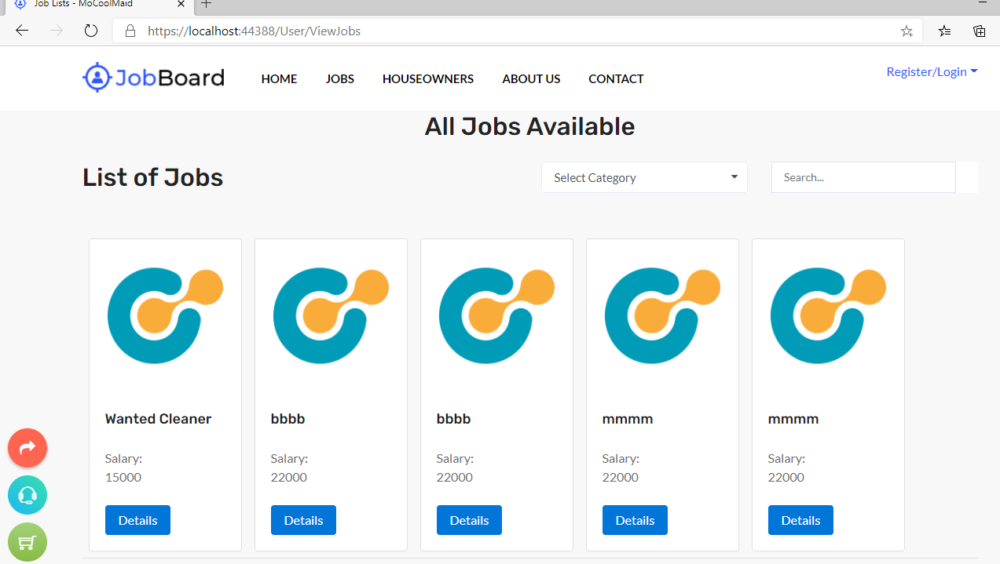 Job Lists - MoCoolMaid
https://localhost:44388/User/ViewJobs
JobBoard
HOME JOBS HOUSEOWNERS ABOUT US CONTACT
Register/Login
All Jobs Available
List of Jobs
Select Category
Search...
Wanted Cleaner
Salary:
15000
Details
bbbb
Salary:
22000
Details
bbbb
Salary:
22000
Details
mmmm
Salary:
22000
Details
mmmm
Salary:
22000
Details